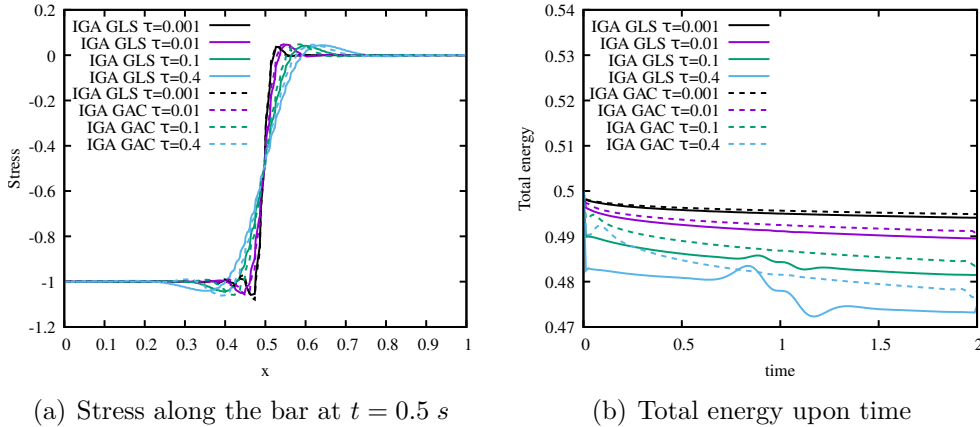 0.2
0
-0.2
-0.4
-0.6
-0.8
-1
-1.2
Stress
IGA GLS τ=0.001
IGA GLS τ=0.01
IGA GLS τ=0.1
IGA GLS τ=0.4
IGA GLS τ=0.001
IGA GAC τ=0.01
IGA GAC τ=0.1
IGA GAC τ=0.4
0 0.1 0.2 0.3 0.4 0.5 0.6 0.7 0.8 0.9 1
x
(a) Stress along the bar at t = 0.5 s
0.54
0.53
0.52
0.51
0.5
0.49
0.48
0.47
Total energy
IGA GLS τ=0.001
IGA GLS τ=0.01
IGA GLS τ=0.1
IGA GLS τ=0.4
IGA GAC τ=0.001
IGA GAC τ=0.01
IGA GAC τ=0.1
IGA GAC τ=0.4
0 0.5 1 1.5 2
time
(b) Total energy upon time